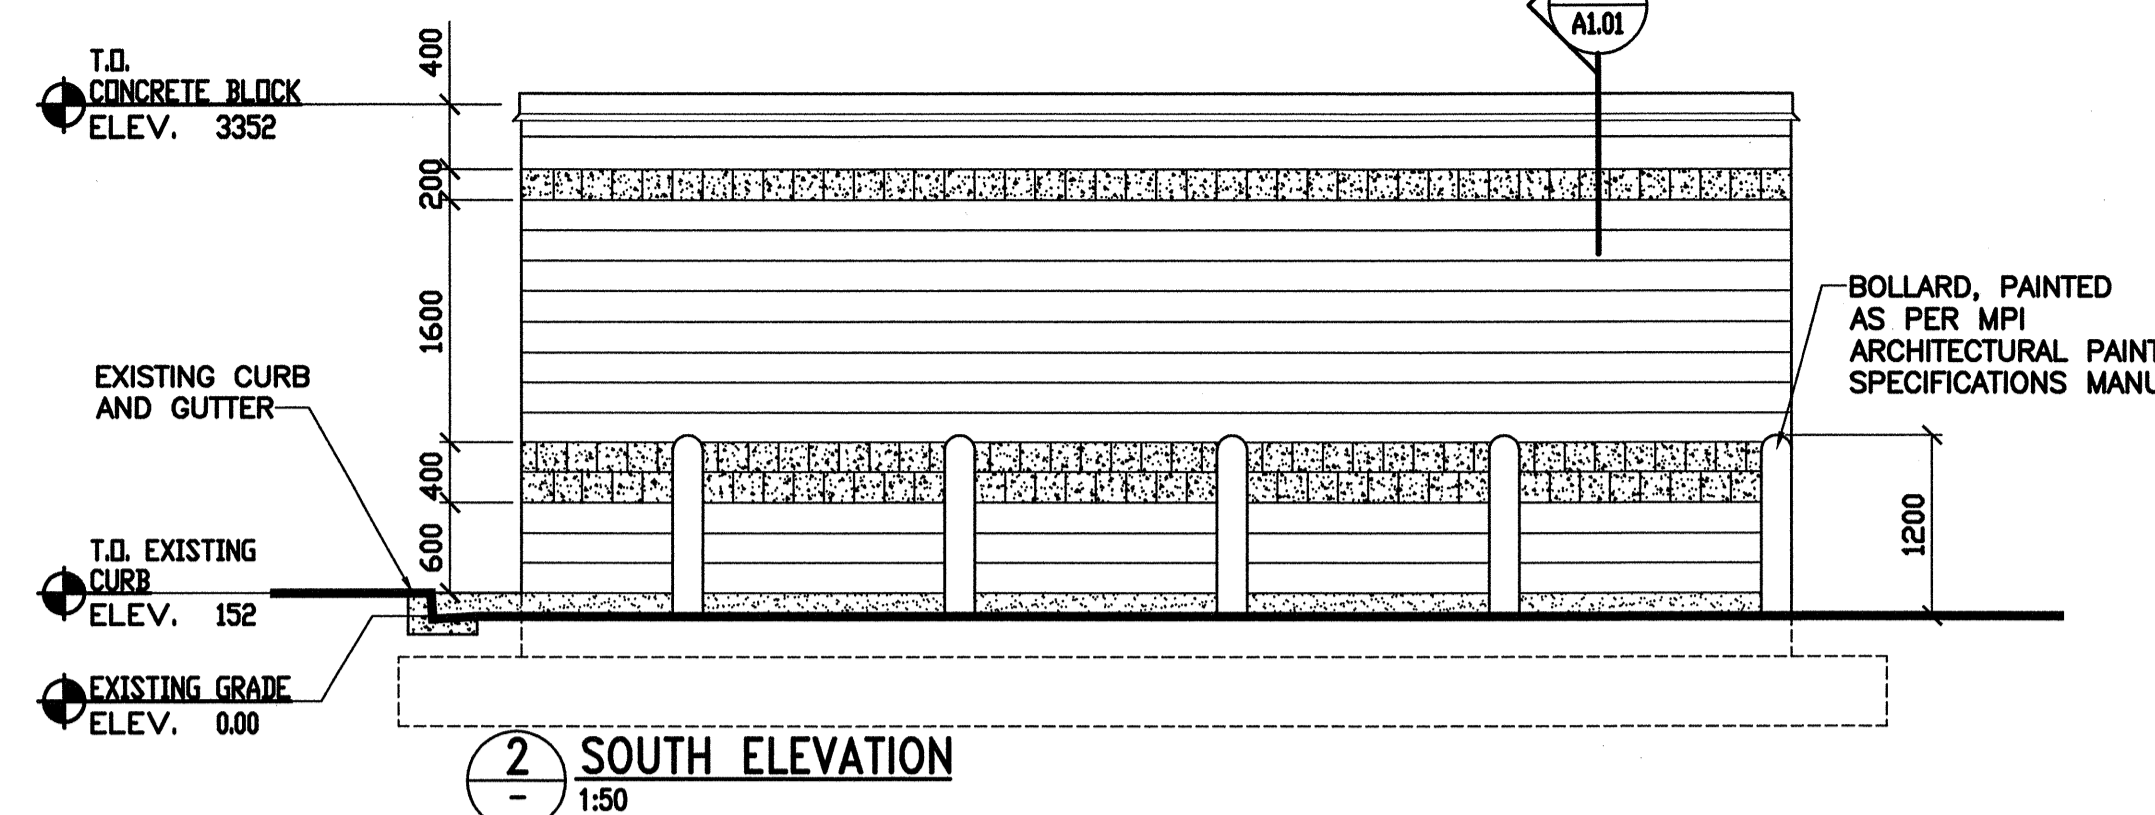 A1.01
T.O.
CONCRETE BLOCK
ELEV. 3352
400
200
1600
400
600
EXISTING CURB
AND GUTTER
T.O. EXISTING
CURB
ELEV. 152
EXISTING GRADE
ELEV. 0.00
BOLLARD, PAINTED
AS PER MPI
ARCHITECTURAL PAINT
SPECIFICATIONS MANU
1200
2
-
SOUTH ELEVATION
1:50